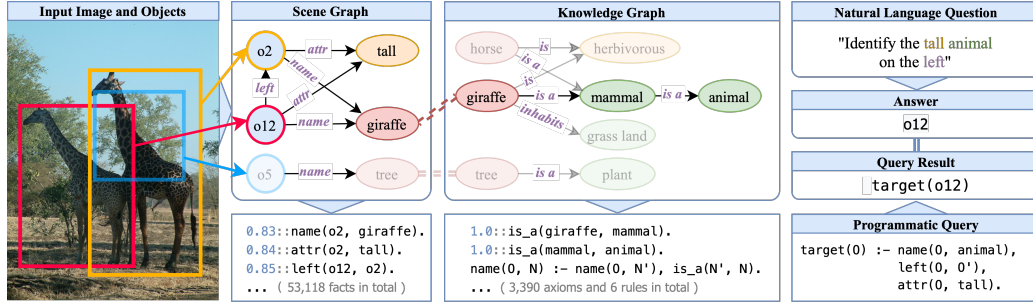 Input Image and Objects
Scene Graph
o2
attr
tall
name
left
attr
o12
name
giraffe
o5
name
tree
0.83::name(o2, giraffe).
0.84::attr(o2, tall).
0.85::left(o12, o2).
... ( 53,118 facts in total )
Knowledge Graph
horse
is
herbivorous
is a
is
giraffe
is a
mammal
is a
animal
inhabits
grass land
tree
is a
plant
1.0::is_a(giraffe, mammal).
1.0::is_a(mammal, animal).
name(O, N) :- name(O, N'), is_a(N', N).
... ( 3,390 axioms and 6 rules in total )
Natural Language Question
"Identify the tall animal
on the left"
Answer
o12
Query Result
target(o12)
Programmatic Query
target(O) :- name(O, animal),
left(O, O'),
attr(O, tall).